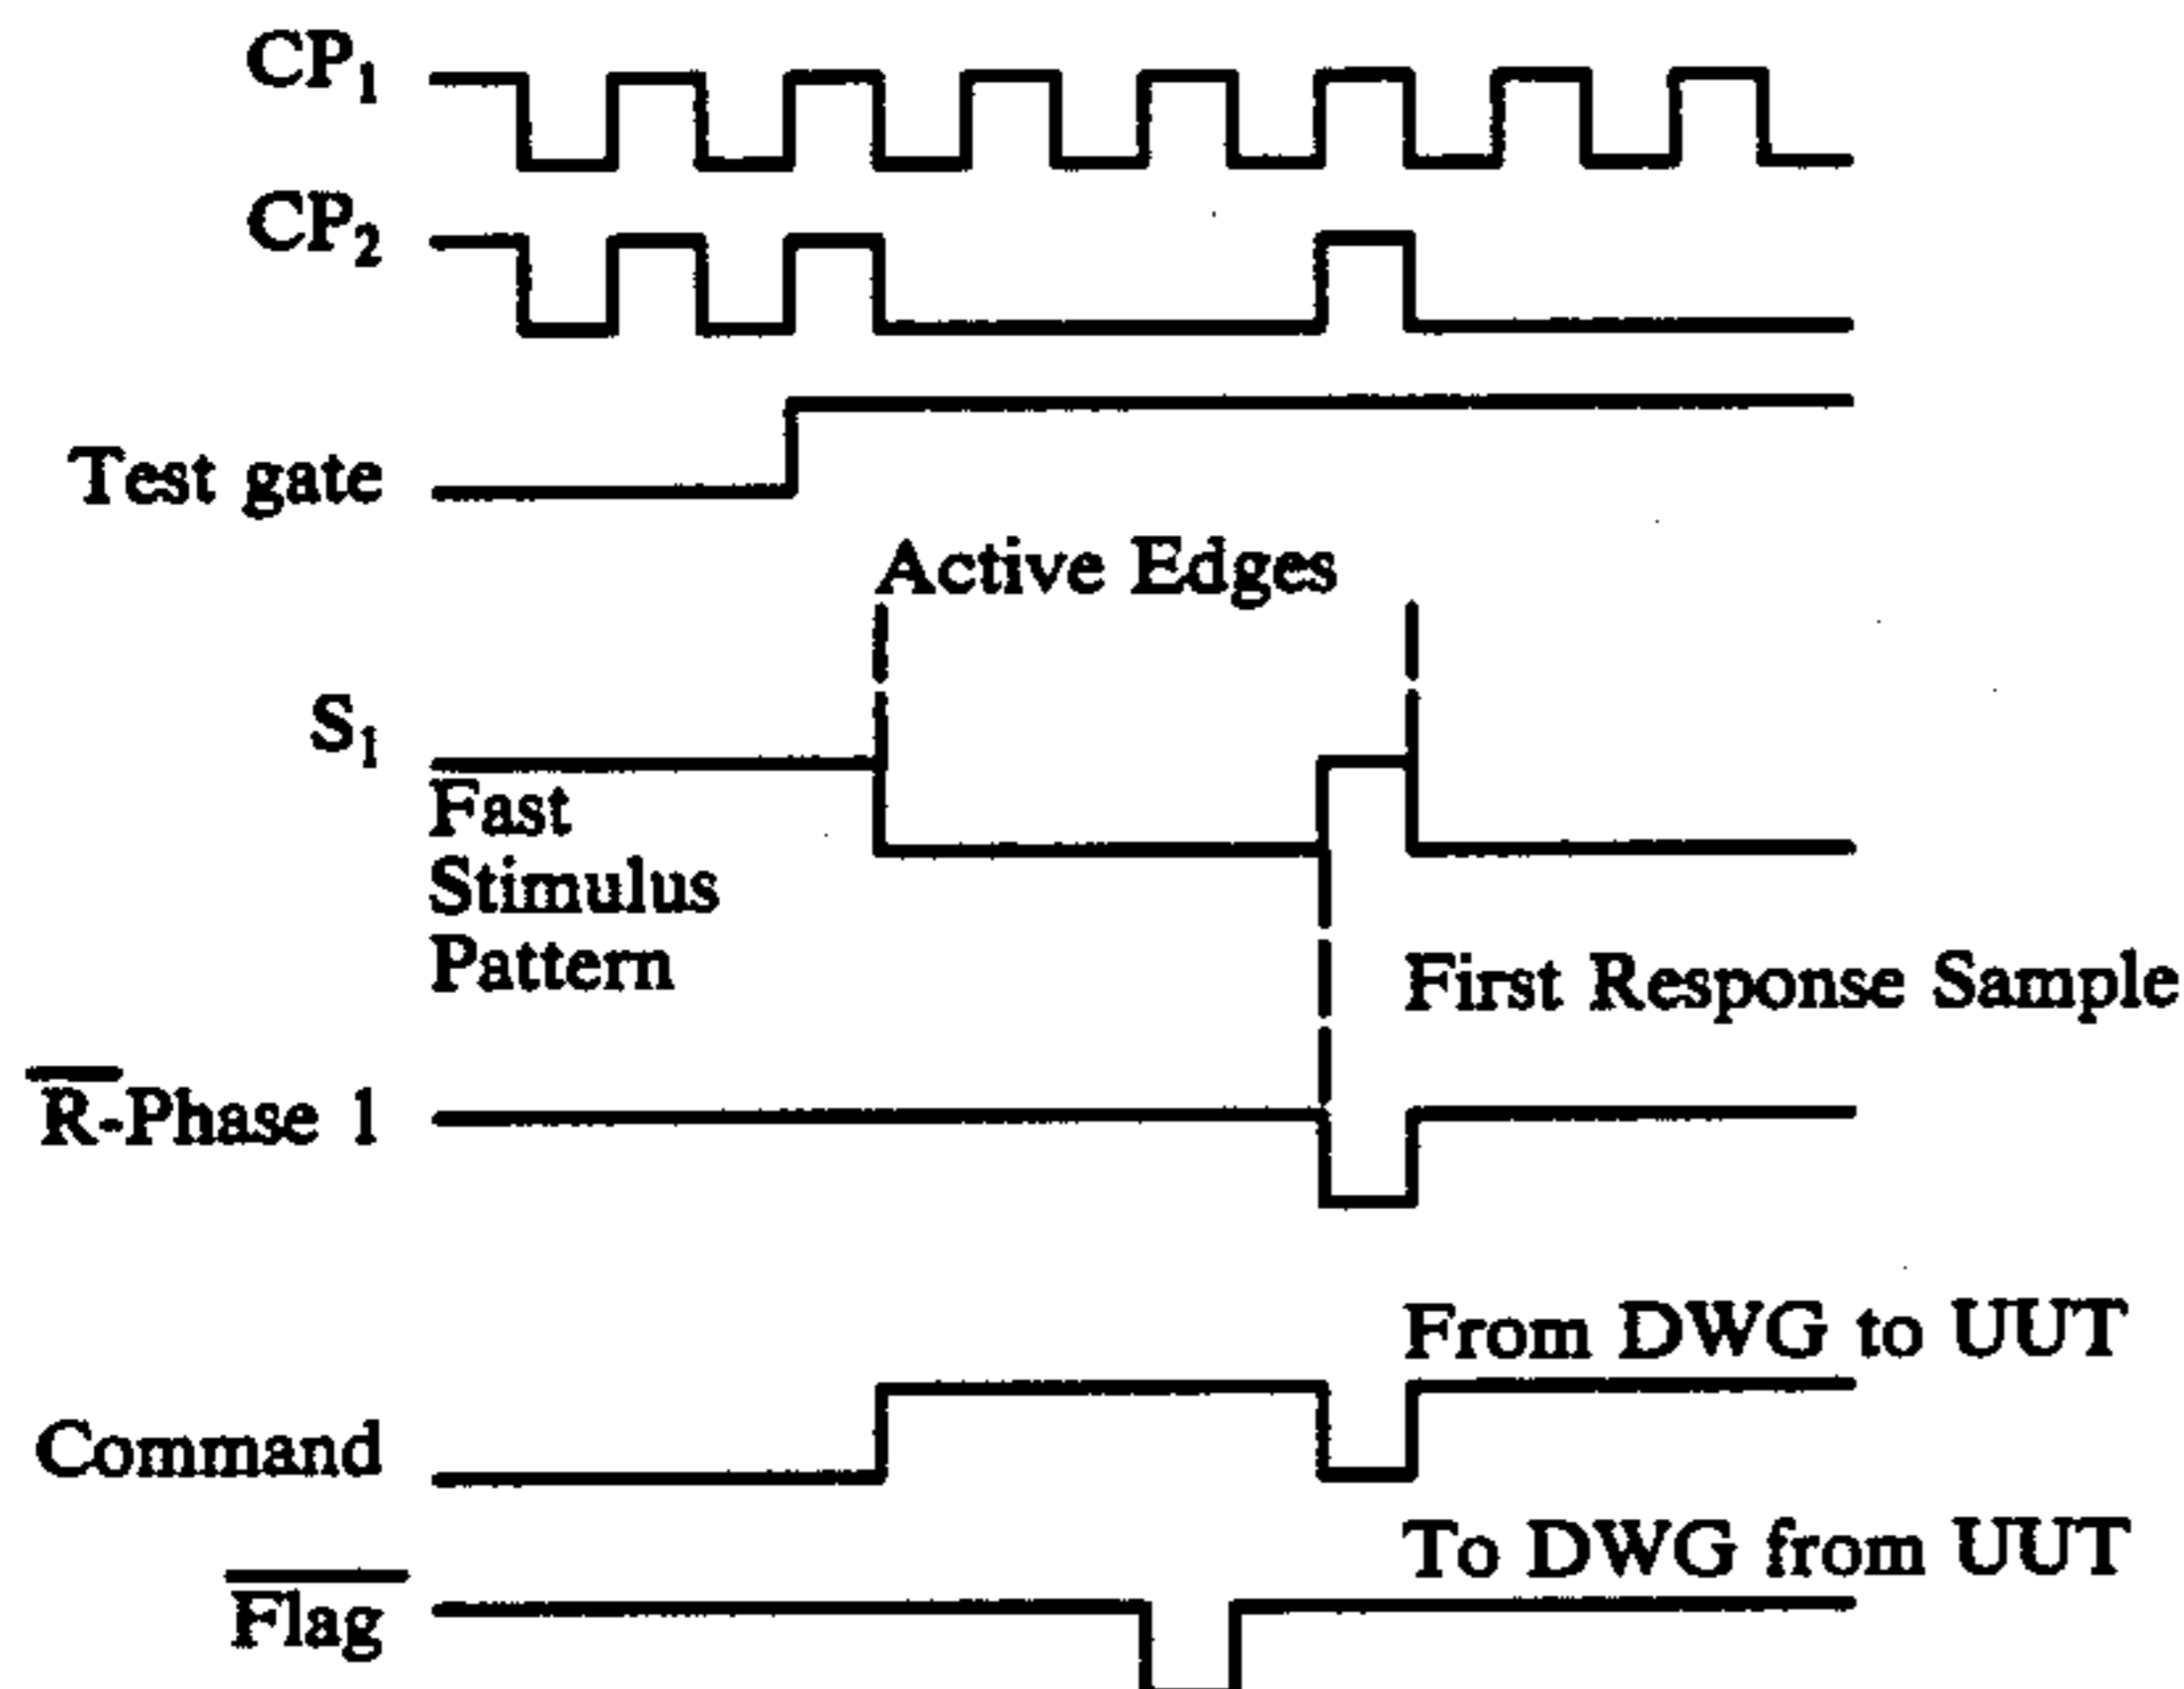 CP1
CP2
Test gate
Active Edges
S1
Fast
Stimulus
Pattern
First Response Sample
R̅-Phase 1
From DWG to UUT
Command
To DWG from UUT
F̅l̅a̅g̅